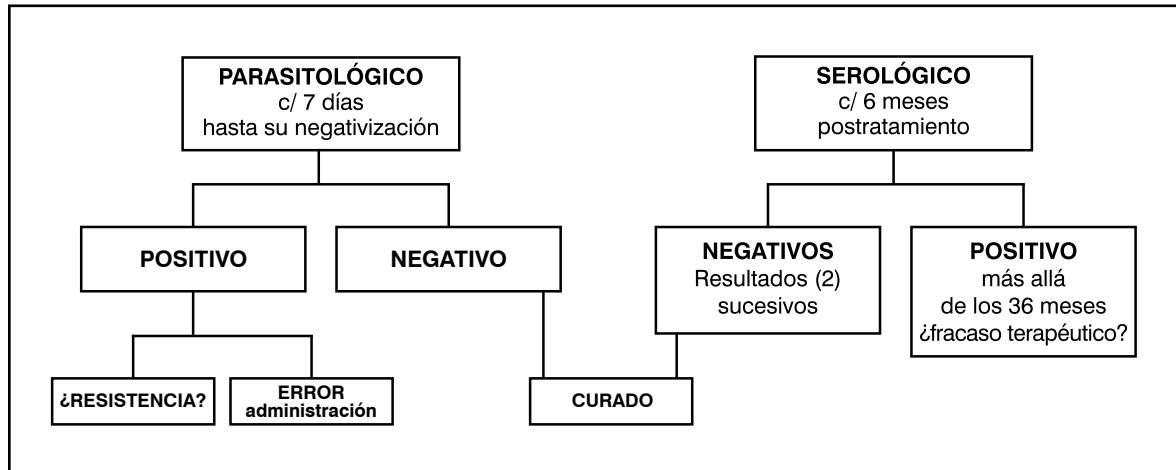 PARASITOLÓGICO
c/ 7 días
hasta su negativización
SEROLÓGICO
c/ 6 meses
postratamiento
POSITIVO
NEGATIVO
NEGATIVOS
Resultados (2)
sucesivos
POSITIVO
más allá
de los 36 meses
¿fracaso terapéutico?
¿RESISTENCIA?
ERROR
administración
CURADO